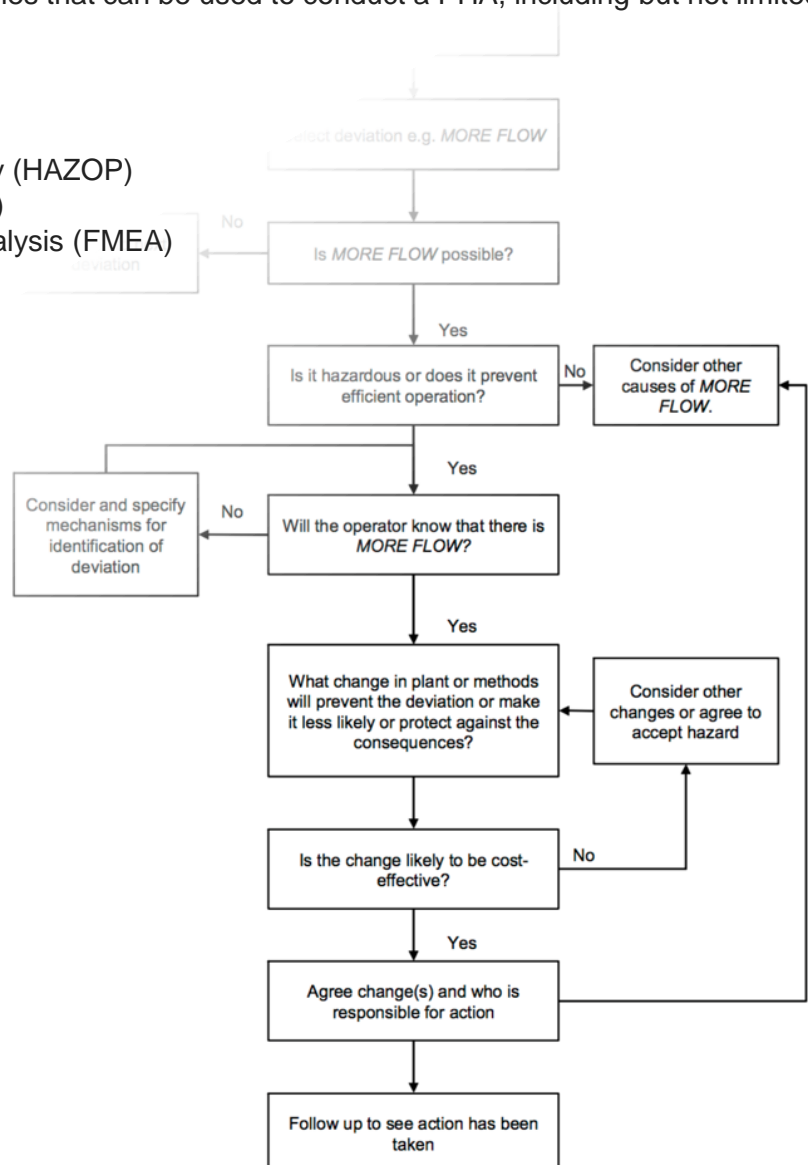 that can be used to conduct a PHA, including but not limited
deviation e.g. MORE FLOW
(HAZOP)
(FMEA)
No
deviation
Is MORE FLOW possible?
Yes
Is it hazardous or does it prevent
efficient operation?
No
Consider other
causes of MORE
FLOW.
Yes
Consider and specify
mechanisms for
identification of
deviation
No
Will the operator know that there is
MORE FLOW?
Yes
What change in plant or methods
will prevent the deviation or make
it less likely or protect against the
consequences?
Consider other
changes or agree to
accept hazard
Is the change likely to be cost-
effective?
No
Yes
Agree change(s) and who is
responsible for action
Follow up to see action has been
taken